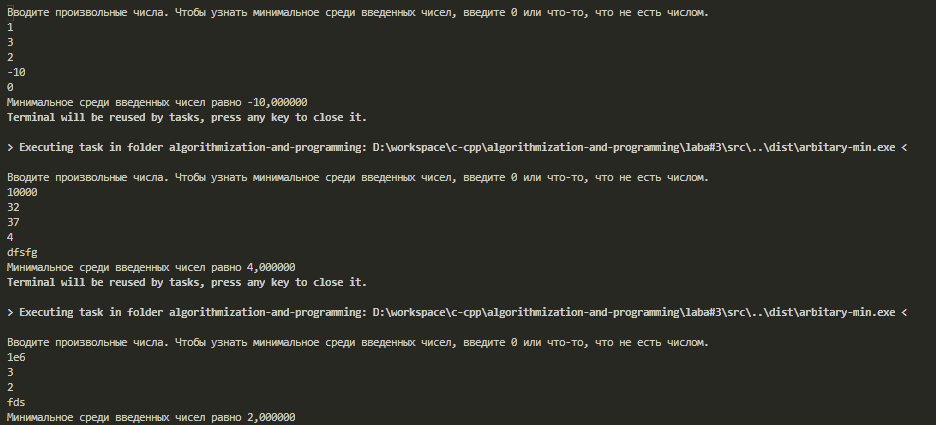 Вводите произвольные числа. Чтобы узнать минимальное среди введенных чисел, введите 0 или что-то, что не есть числом.
1
3
2
-10
0
Минимальное среди введенных чисел равно -10,000000
Terminal will be reused by tasks, press any key to close it.
> Executing task in folder algorithmization-and-programming: D:\workspace\c-cpp\algorithmization-and-programming\laba#3\src\..\dist\arbitary-min.exe <
Вводите произвольные числа. Чтобы узнать минимальное среди введенных чисел, введите 0 или что-то, что не есть числом.
10000
32
37
4
dfsfg
Минимальное среди введенных чисел равно 4,000000
Terminal will be reused by tasks, press any key to close it.
> Executing task in folder algorithmization-and-programming: D:\workspace\c-cpp\algorithmization-and-programming\laba#3\src\..\dist\arbitary-min.exe <
Вводите произвольные числа. Чтобы узнать минимальное среди введенных чисел, введите 0 или что-то, что не есть числом.
1e6
3
2
fds
Минимальное среди введенных чисел равно 2,000000